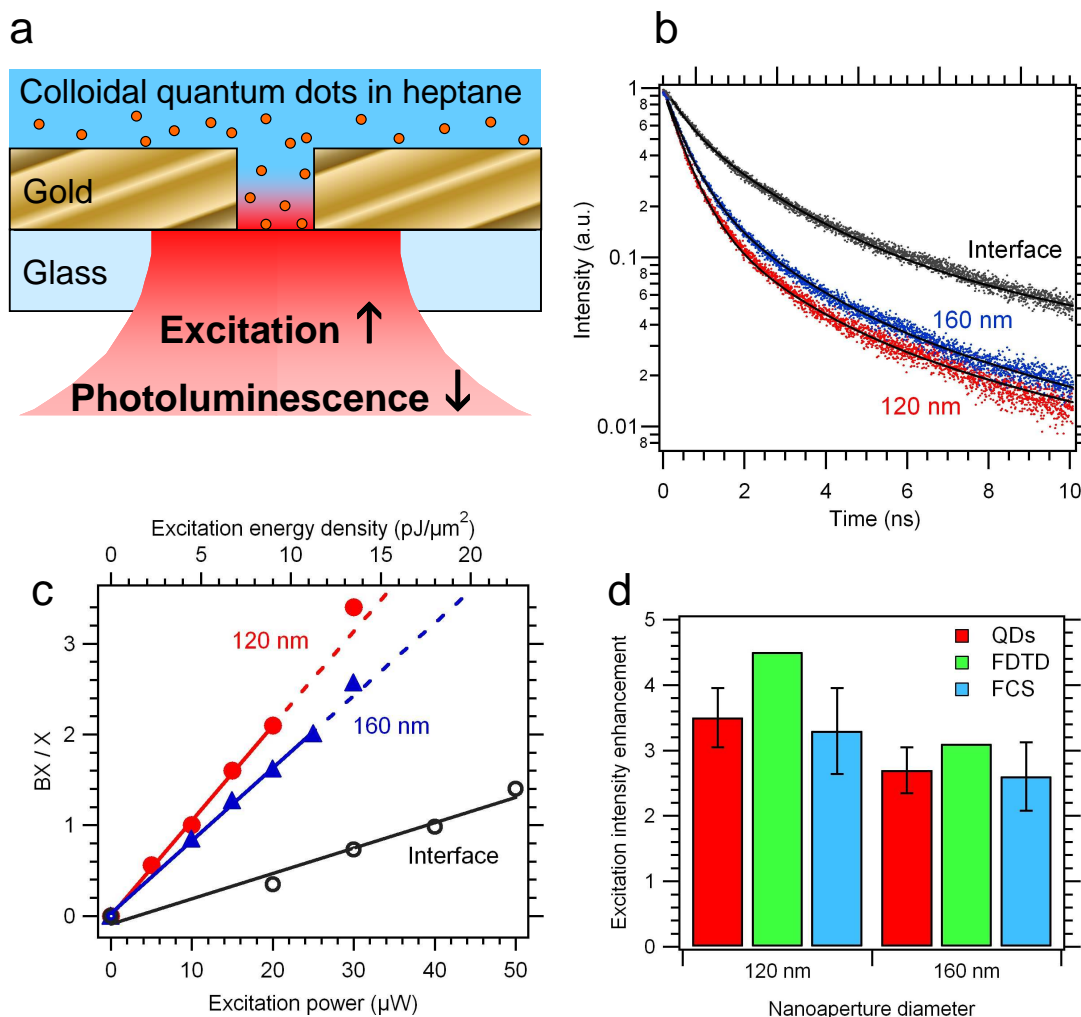 a
Colloidal quantum dots in heptane
Gold
Glass
Excitation ↑
Photoluminescence ↓
b
1
8
6
4
2
0.1
8
6
4
2
0.01
8
Intensity (a.u.)
Interface
160 nm
120 nm
0 2 4 6 8 10
Time (ns)
c
Excitation energy density (pJ/µm²)
0 5 10 15 20
3
2
1
0
BX / X
120 nm
160 nm
Interface
0 10 20 30 40 50
Excitation power (µW)
d
5
4
3
2
1
0
Excitation intensity enhancement
QDs
FDTD
FCS
120 nm 160 nm
Nanoaperture diameter